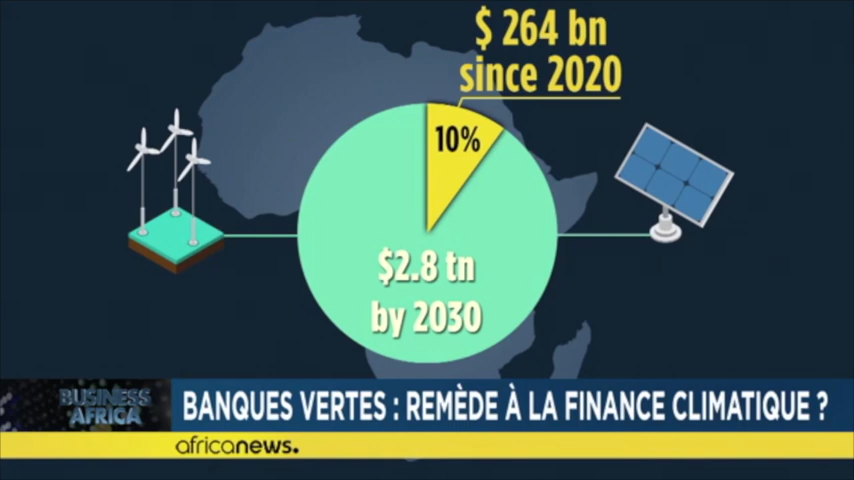 $ 264 bn
since 2020
10%
$2.8 tn
by 2030
BUSINESS
AFRICA
BANQUES VERTES : REMÈDE À LA FINANCE CLIMATIQUE ?
africanews.